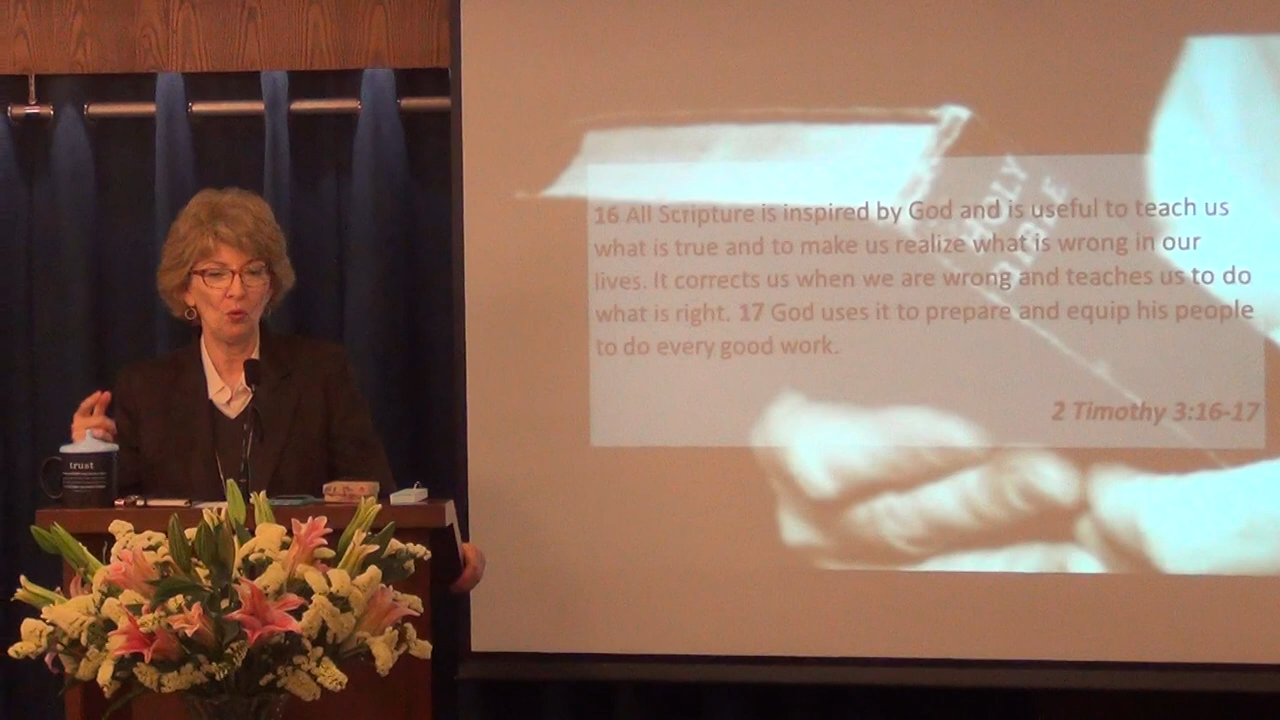 HOLY
BIBLE
16 All Scripture is inspired by God and is useful to teach us
what is true and to make us realize what is wrong in our
lives. It corrects us when we are wrong and teaches us to do
what is right. 17 God uses it to prepare and equip his people
to do every good work.
2 Timothy 3:16-17
trust